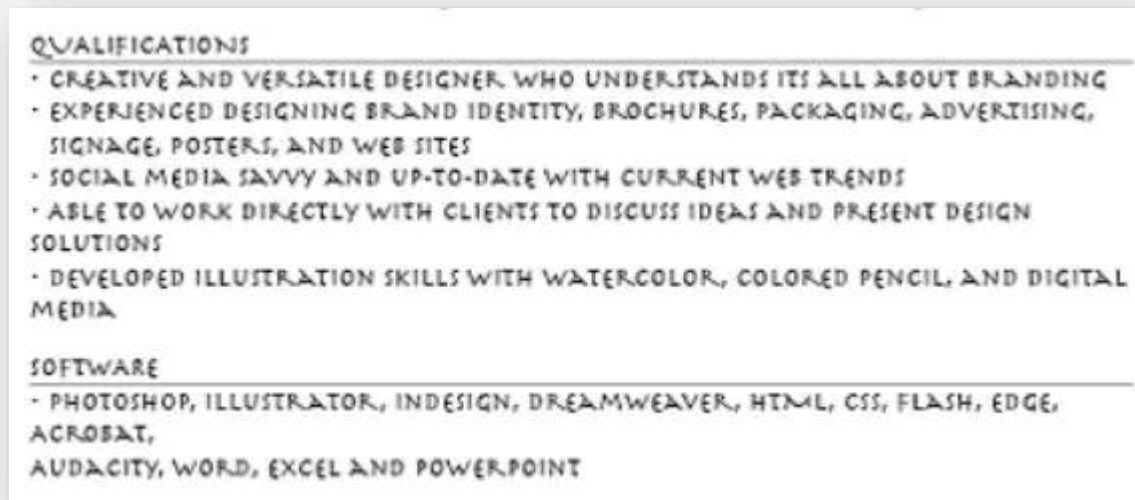 QUALIFICATIONS
· CREATIVE AND VERSATILE DESIGNER WHO UNDERSTANDS ITS ALL ABOUT BRANDING
· EXPERIENCED DESIGNING BRAND IDENTITY, BROCHURES, PACKAGING, ADVERTISING,
SIGNAGE, POSTERS, AND WEB SITES
· SOCIAL MEDIA SAVVY AND UP-TO-DATE WITH CURRENT WEB TRENDS
· ABLE TO WORK DIRECTLY WITH CLIENTS TO DISCUSS IDEAS AND PRESENT DESIGN
SOLUTIONS
· DEVELOPED ILLUSTRATION SKILLS WITH WATERCOLOR, COLORED PENCIL, AND DIGITAL
MEDIA
SOFTWARE
· PHOTOSHOP, ILLUSTRATOR, INDESIGN, DREAMWEAVER, HTML, CSS, FLASH, EDGE,
ACROBAT,
AUDACITY, WORD, EXCEL AND POWERPOINT